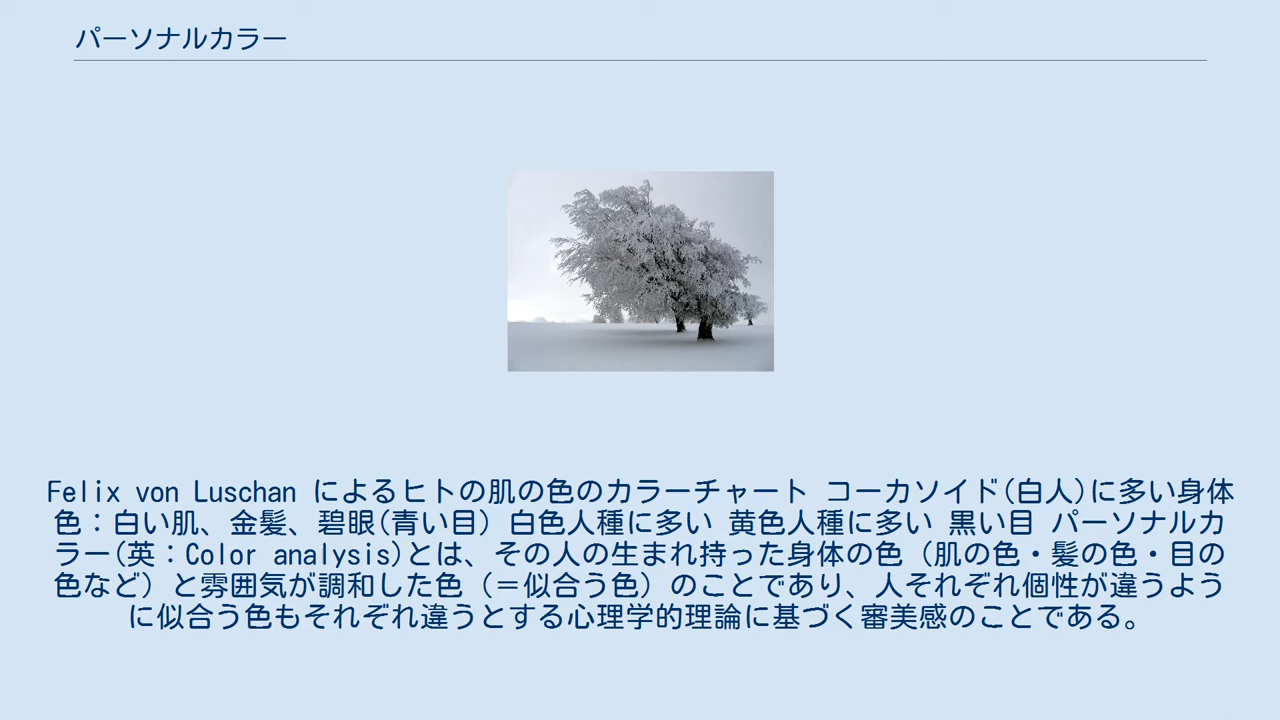 パーソナルカラー
Felix von Luschan によるヒトの肌の色のカラーチャート コーカソイド(白人)に多い身体
色：白い肌、金髪、碧眼(青い目) 白色人種に多い 黄色人種に多い 黒い目 パーソナルカ
ラー(英：Color analysis)とは、その人の生まれ持った身体の色（肌の色・髪の色・目の
色など）と雰囲気が調和した色（＝似合う色）のことであり、人それぞれ個性が違うよう
に似合う色もそれぞれ違うとする心理学的理論に基づく審美感のことである。